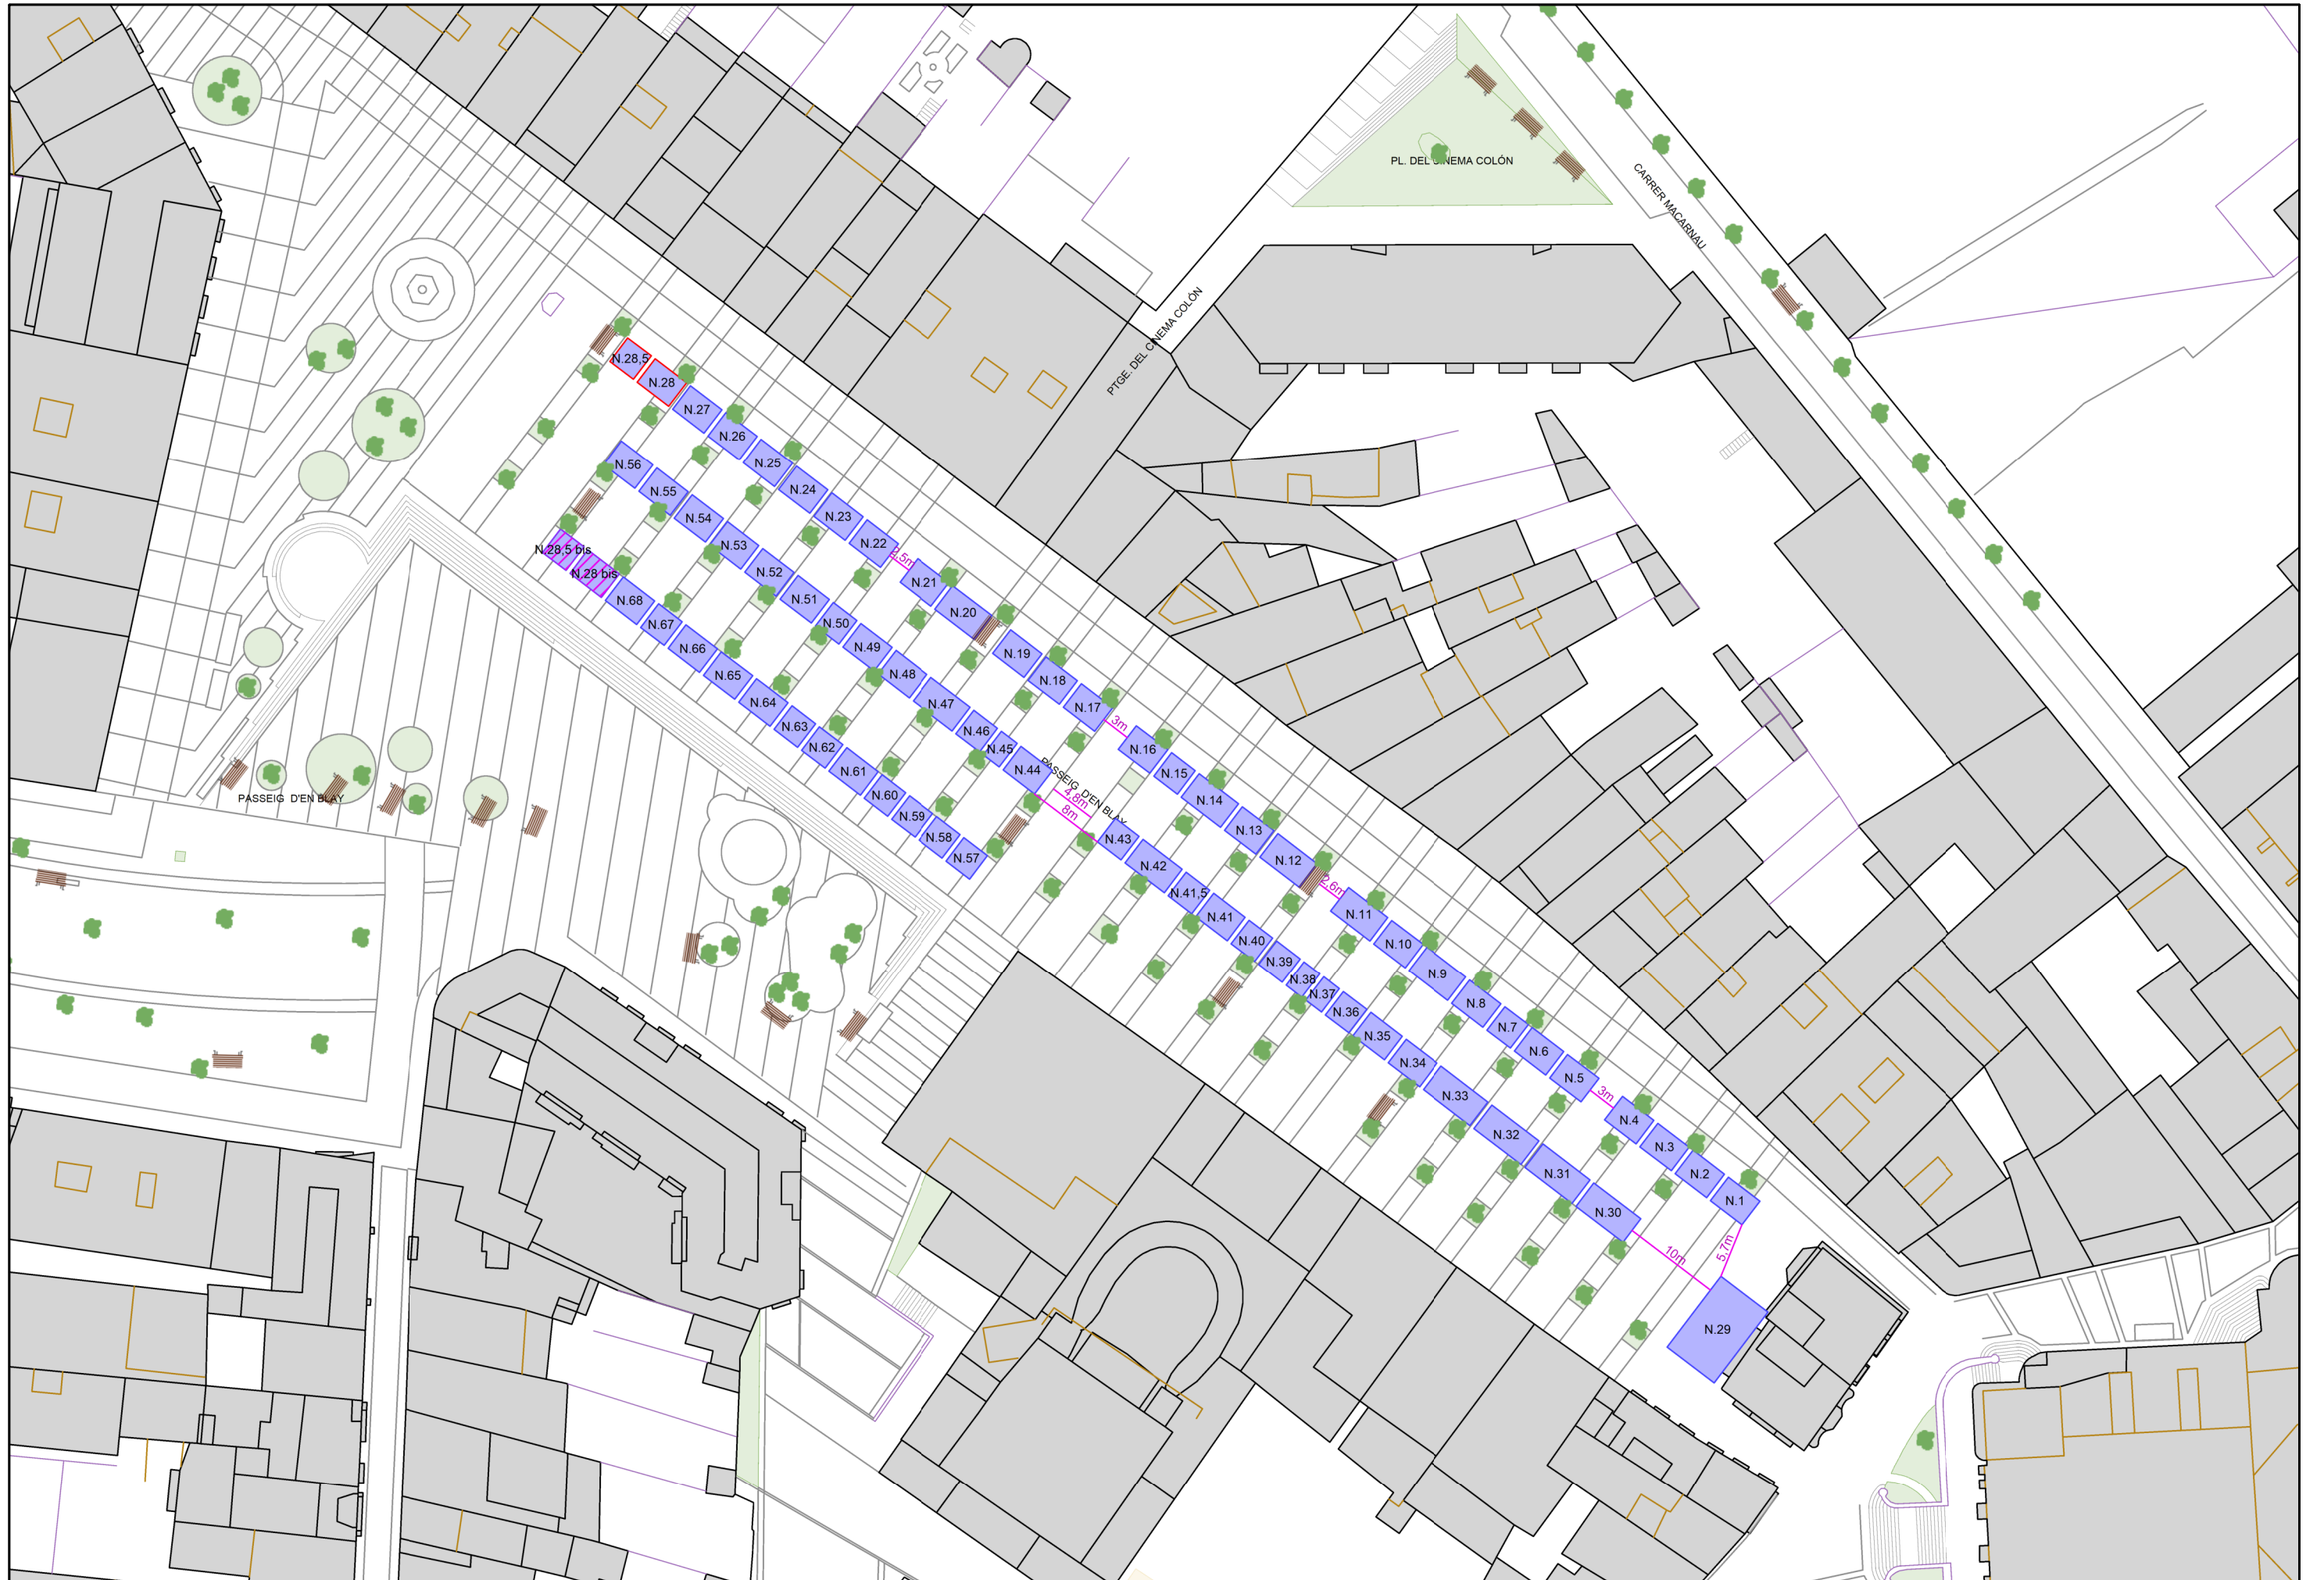 PL. DEL CINEMA COLÓN
CARRER MACARNAU
PTGE. DEL CINEMA COLÓN
N.28,5
N.28
N.27
N.26
N.25
N.24
N.23
N.22
2,5m
N.21
N.20
N.19
N.18
N.17
3m
N.16
N.15
N.14
N.13
N.12
2,6m
N.11
N.10
N.9
N.8
N.7
N.6
N.5
3m
N.4
N.3
N.2
N.1
5,7m
N.56
N.55
N.54
N.53
N.52
N.51
N.50
N.49
N.48
N.47
N.46
N.45
N.44
PASSEIG D'EN BLAY
4,8m
8m
N.43
N.42
N.41,5
N.41
N.40
N.39
N.38
N.37
N.36
N.35
N.34
N.33
N.32
N.31
N.30
10m
N.29
N.28,5 bis
N.28 bis
N.68
N.67
N.66
N.65
N.64
N.63
N.62
N.61
N.60
N.59
N.58
N.57
PASSEIG D'EN BLAY